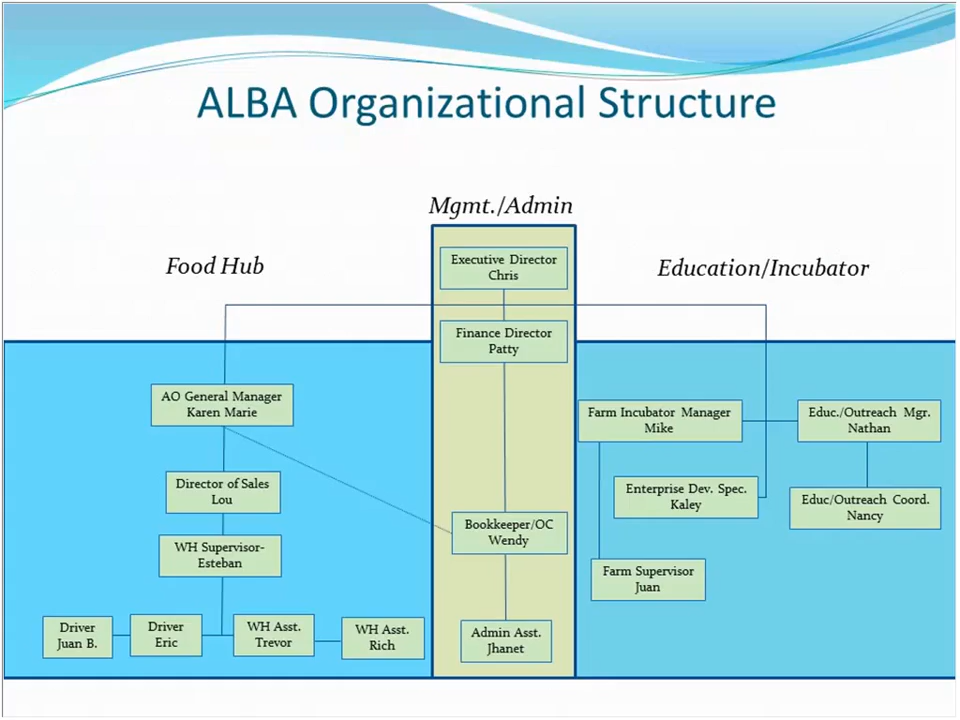 ALBA Organizational Structure
Mgmt./Admin
Food Hub
Education/Incubator
Executive Director
Chris
Finance Director
Patty
AO General Manager
Karen Marie
Farm Incubator Manager
Mike
Educ./Outreach Mgr.
Nathan
Director of Sales
Lou
Enterprise Dev. Spec.
Kaley
Educ/Outreach Coord.
Nancy
Bookkeeper/OC
Wendy
WH Supervisor-
Esteban
Farm Supervisor
Juan
Driver
Juan B.
Driver
Eric
WH Asst.
Trevor
WH Asst.
Rich
Admin Asst.
Jhanet